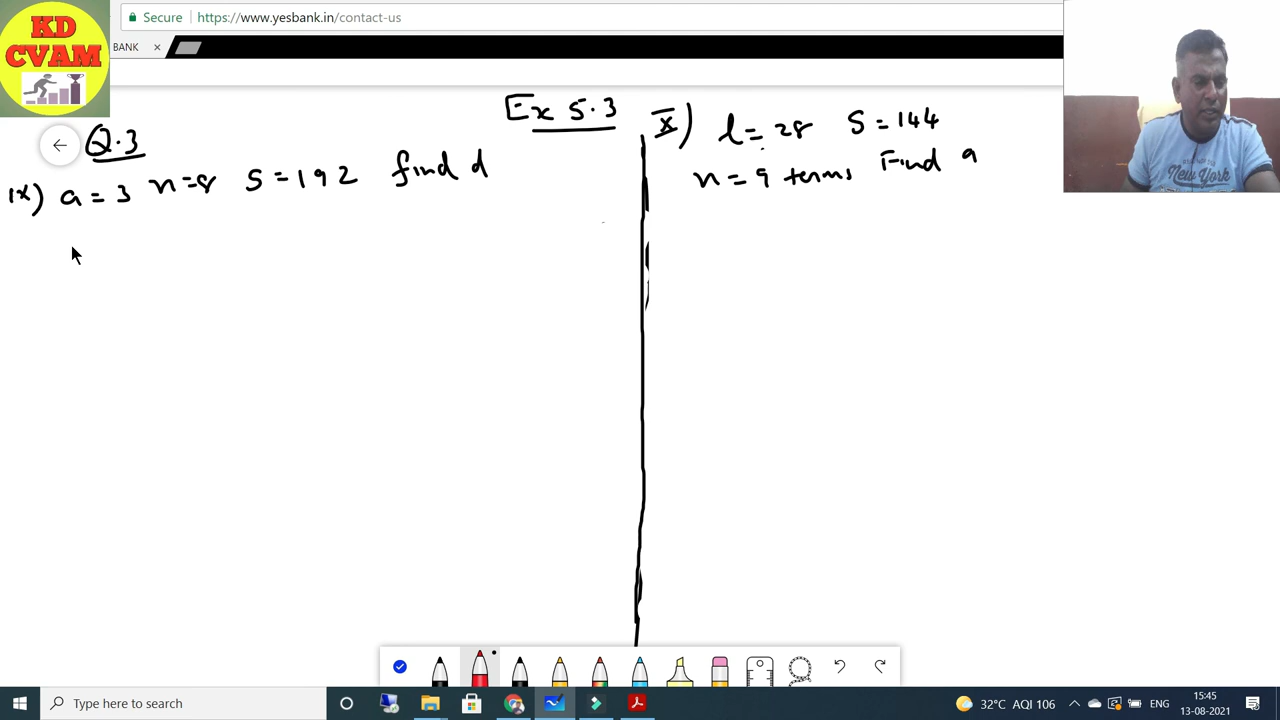 KD
CVAM
Secure
https://www.yesbank.in/contact-us
BANK
Ex 5.3
Q.3
ix) a = 3 n=8 S = 192 find d
x) l = 28 S = 144
n = 9 terms Find a
NEW YORK
Type here to search
32°C AQI 106
ENG
15:45
13-08-2021